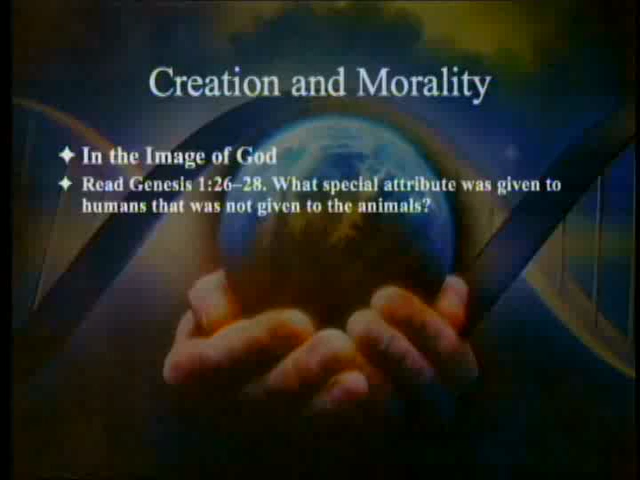 Creation and Morality
In the Image of God
Read Genesis 1:26–28. What special attribute was given to
humans that was not given to the animals?